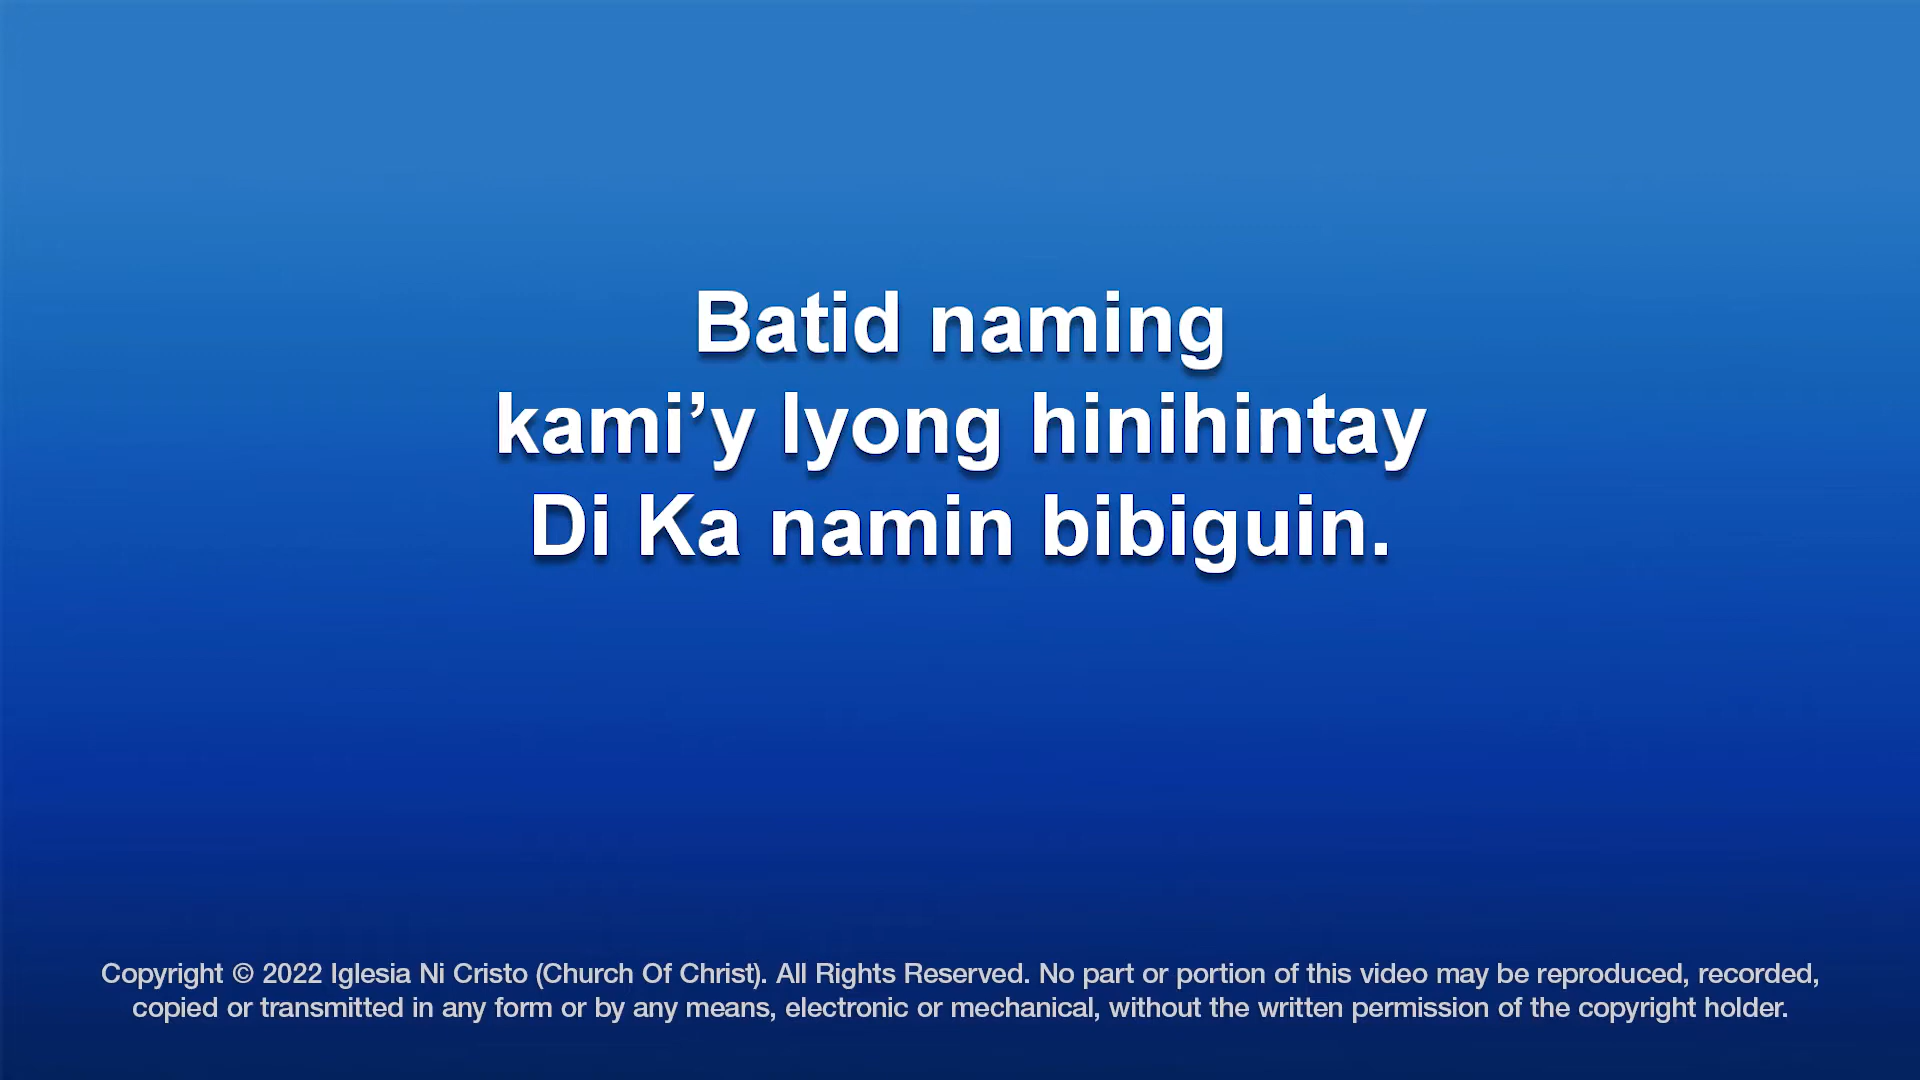 Batid naming
kami’y Iyong hinihintay
Di Ka namin bibiguin.
Copyright © 2022 Iglesia Ni Cristo (Church Of Christ). All Rights Reserved. No part or portion of this video may be reproduced, recorded,
copied or transmitted in any form or by any means, electronic or mechanical, without the written permission of the copyright holder.